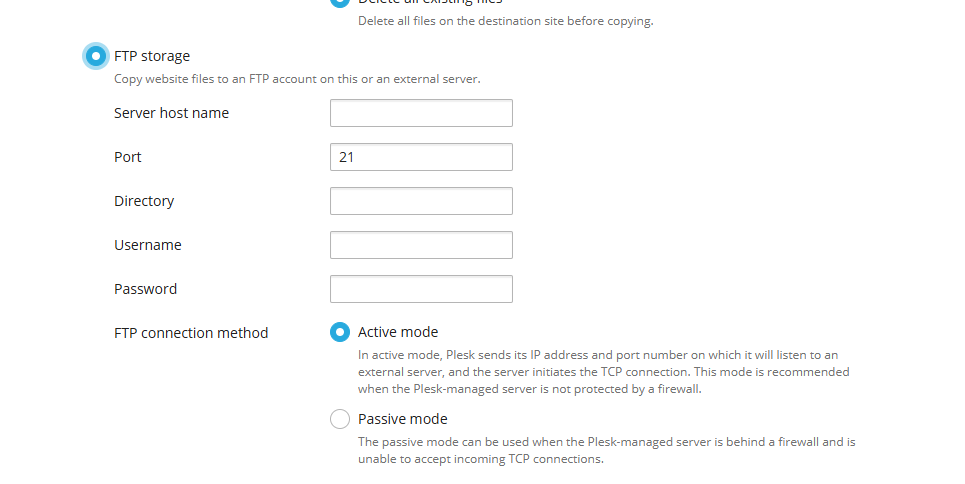 Delete all existing files
Delete all files on the destination site before copying.
FTP storage
Copy website files to an FTP account on this or an external server.
Server host name
Port 21
Directory
Username
Password
FTP connection method
Active mode
In active mode, Plesk sends its IP address and port number on which it will listen to an
external server, and the server initiates the TCP connection. This mode is recommended
when the Plesk-managed server is not protected by a firewall.
Passive mode
The passive mode can be used when the Plesk-managed server is behind a firewall and is
unable to accept incoming TCP connections.